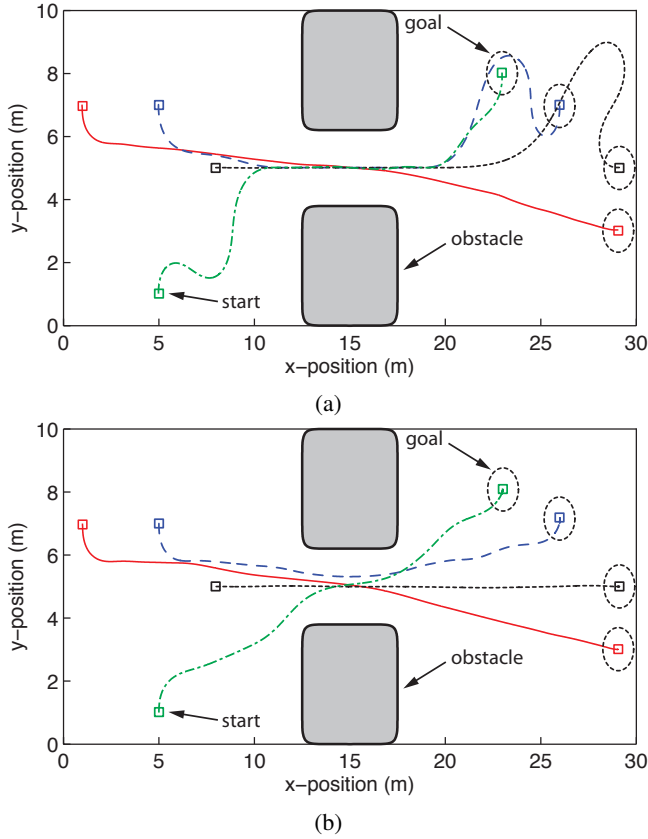 10
goal
8
6
y-position (m)
4
obstacle
2
start
0
0 5 10 15 20 25 30
x-position (m)
(a)
10
goal
8
6
y-position (m)
4
obstacle
2
start
0
0 5 10 15 20 25 30
x-position (m)
(b)